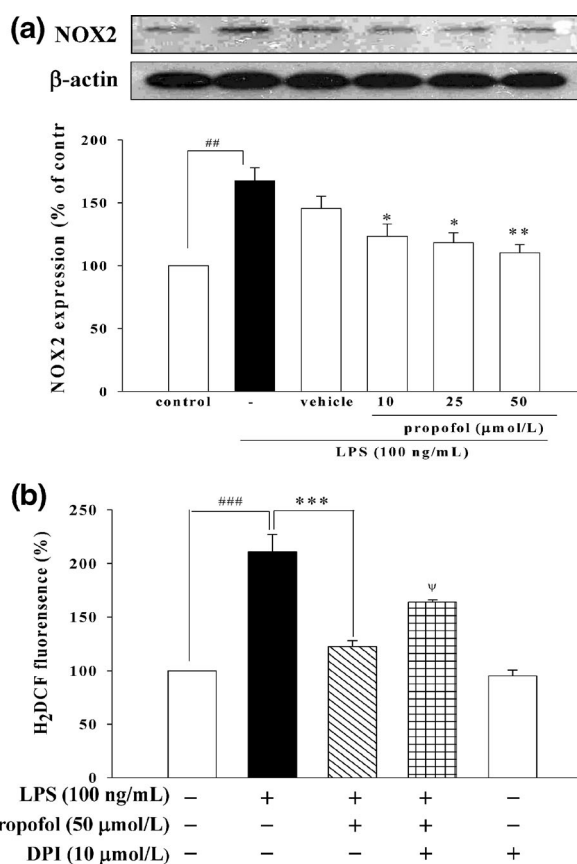 (a) NOX2
β-actin
NOX2 expression (% of contr
200
150
100
50
0
##
*
*
**
control - vehicle 10 25 50
propofol (μmol/L)
LPS (100 ng/mL)
(b)
H₂DCF fluorensence (%)
250
200
150
100
50
0
###
***
ψ
LPS (100 ng/mL) − + + + −
ropofol (50 μmol/L) − − + + −
DPI (10 μmol/L) − − − + +